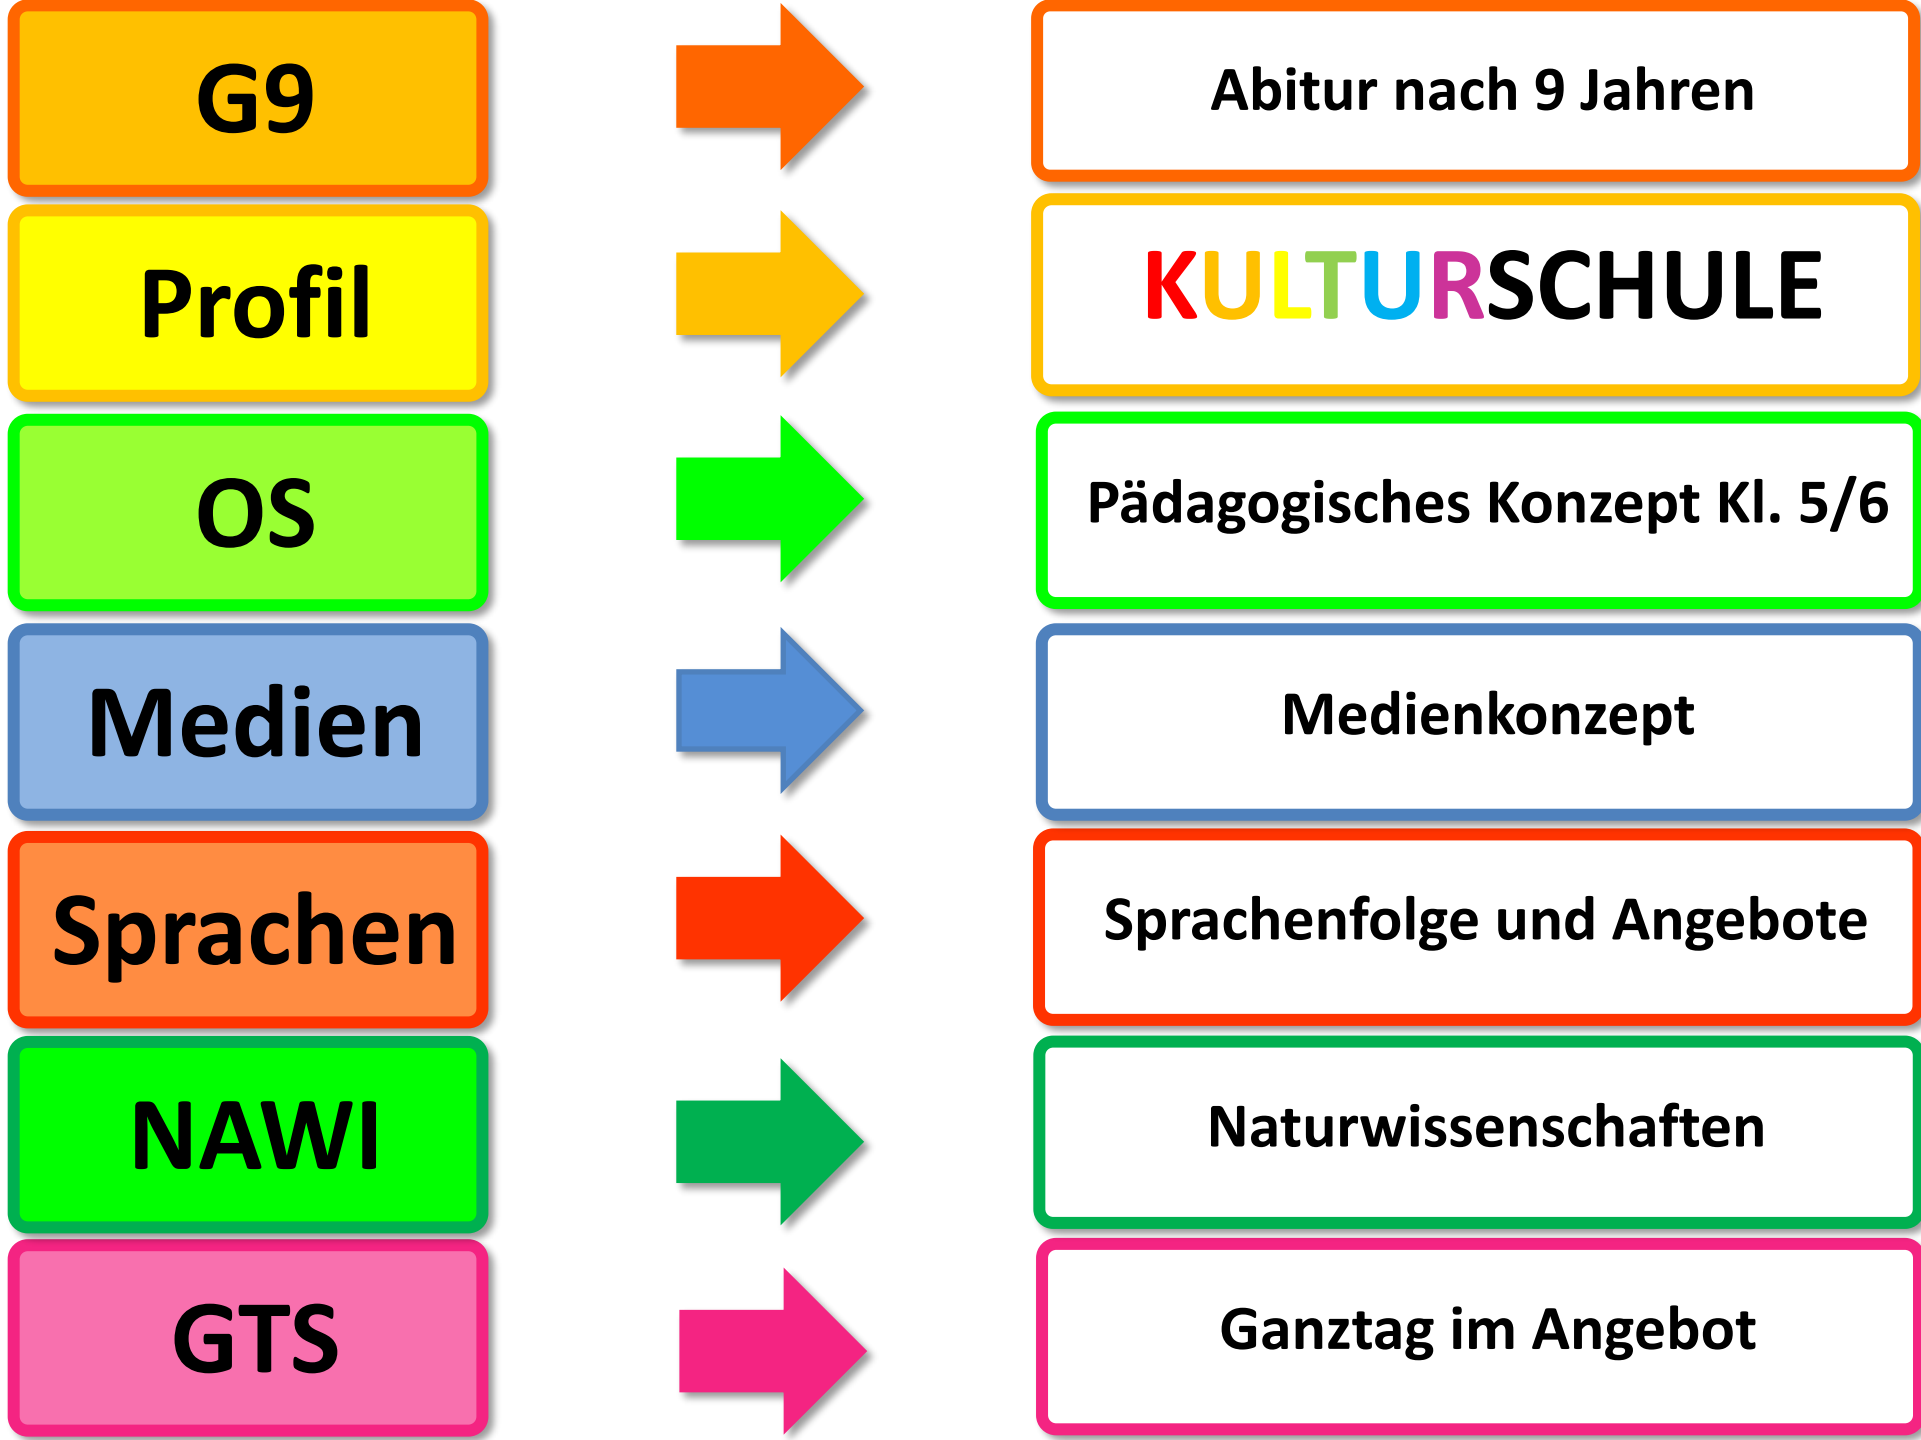 G9
Abitur nach 9 Jahren
Profil
KULTURSCHULE
OS
Pädagogisches Konzept Kl. 5/6
Medien
Medienkonzept
Sprachen
Sprachenfolge und Angebote
NAWI
Naturwissenschaften
GTS
Ganztag im Angebot